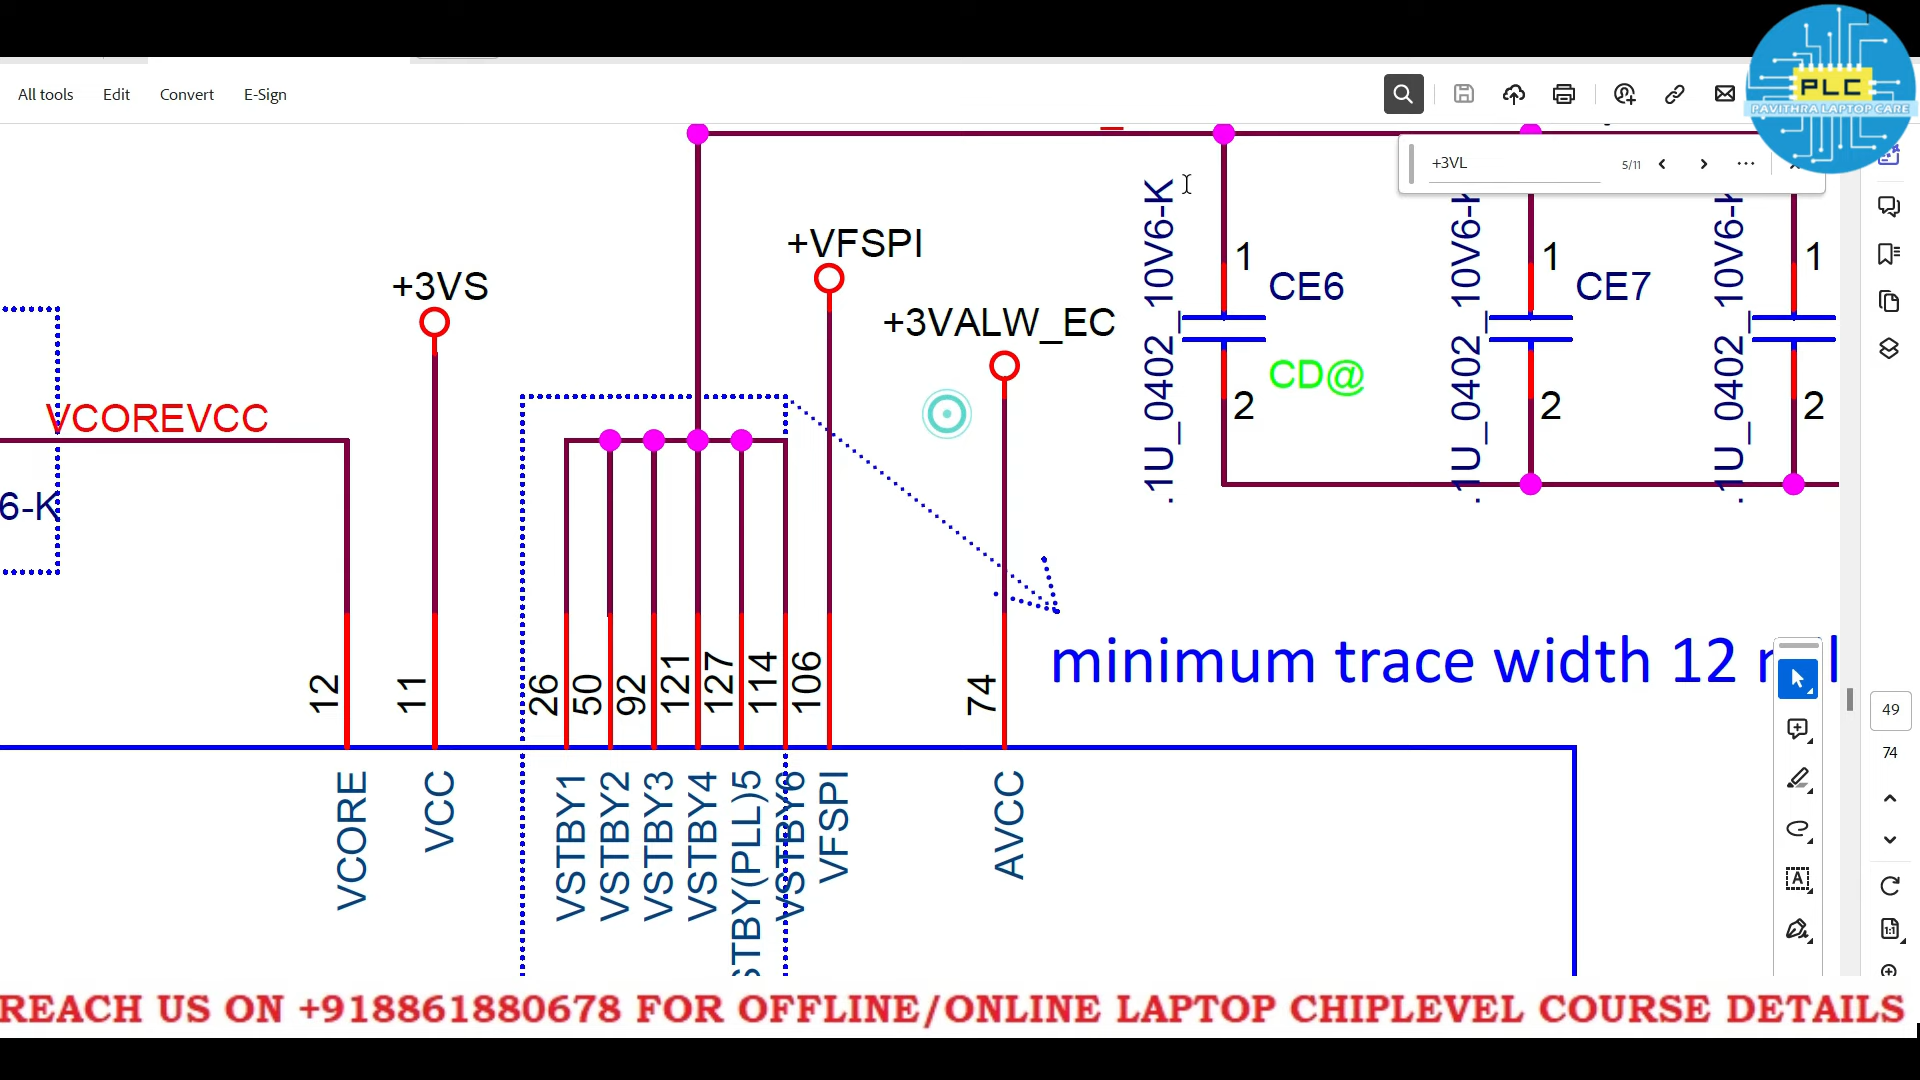 All tools Edit Convert E-Sign
PLC
PAVITHRA LAPTOP CARE
+3VL 5/11
+VFSPI
+3VS
+3VALW_EC
VCOREVCC
6-K
.1U_0402_10V6-K
1
CE6
CD@
2
.1U_0402_10V6-K
1
CE7
2
.1U_0402_10V6-K
1
2
minimum trace width 12
12 11 26 50 92 121 127 114 106 74
VCORE
VCC
VSTBY1
VSTBY2
VSTBY3
VSTBY4
STBY(PLL)5
VSTBY6
VFSPI
AVCC
49
74
REACH US ON +918861880678 FOR OFFLINE/ONLINE LAPTOP CHIPLEVEL COURSE DETAILS